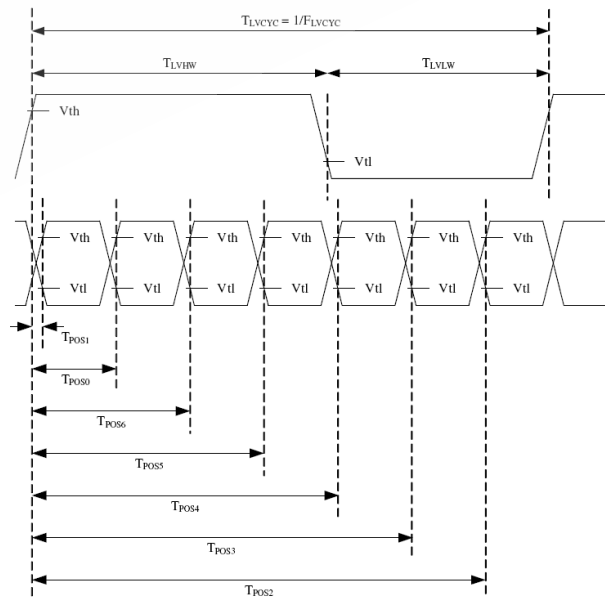 TLVCYC = 1/FLVCYC
TLVHW TLVLW
Vth
Vtl
Vth Vth Vth Vth Vth Vth Vth
Vtl Vtl Vtl Vtl Vtl Vtl Vtl
TPOS1
TPOS0
TPOS6
TPOS5
TPOS4
TPOS3
TPOS2